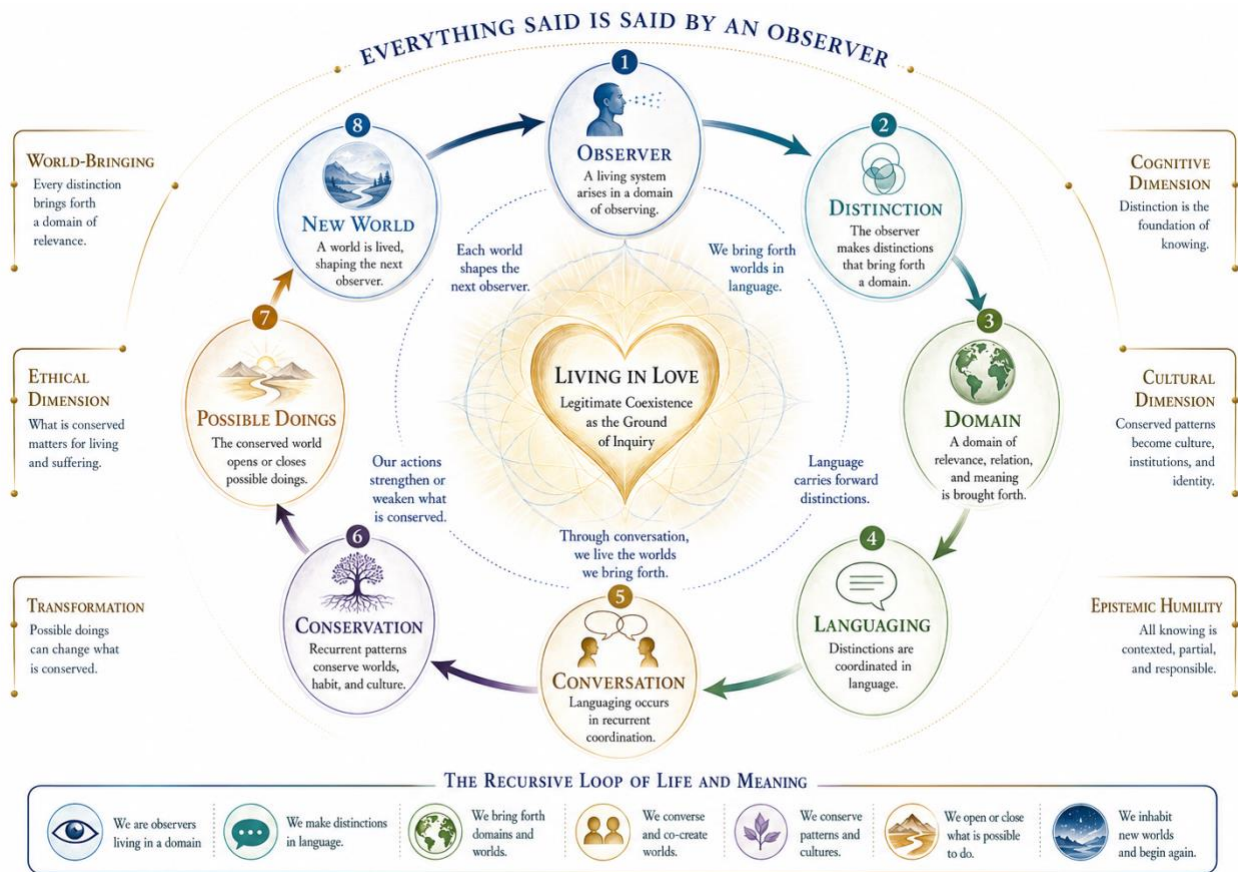 EVERYTHING SAID IS SAID BY AN OBSERVER
1
OBSERVER
A living system
arises in a domain
of observing.
2
DISTINCTION
The observer
makes distinctions
that bring forth
a domain.
3
DOMAIN
A domain of
relevance, relation,
and meaning
is brought forth.
4
LANGUAGING
Distinctions are
coordinated in
language.
5
CONVERSATION
Languaging occurs
in recurrent
coordination.
6
CONSERVATION
Recurrent patterns
conserve worlds,
habit, and culture.
7
POSSIBLE DOINGS
The conserved world
opens or closes
possible doings.
8
NEW WORLD
A world is lived,
shaping the next
observer.
Each world
shapes the
next observer.
We bring forth
worlds in
language.
LIVING IN LOVE
Legitimate Coexistence
as the Ground
of Inquiry
Our actions
strengthen or
weaken what
is conserved.
Language
carries forward
distinctions.
Through conversation,
we live the worlds
we bring forth.
WORLD-BRINGING
Every distinction
brings forth
a domain of
relevance.
ETHICAL
DIMENSION
What is conserved
matters for living
and suffering.
TRANSFORMATION
Possible doings
can change what
is conserved.
COGNITIVE
DIMENSION
Distinction is the
foundation of
knowing.
CULTURAL
DIMENSION
Conserved patterns
become culture,
institutions, and
identity.
EPISTEMIC HUMILITY
All knowing is
contexted, partial,
and responsible.
THE RECURSIVE LOOP OF LIFE AND MEANING
We are observers
living in a domain
We make distinctions
in language.
We bring forth
domains and
worlds.
We converse
and co-create
worlds.
We conserve
patterns and
cultures.
We open or close
what is possible
to do.
We inhabit
new worlds
and begin again.